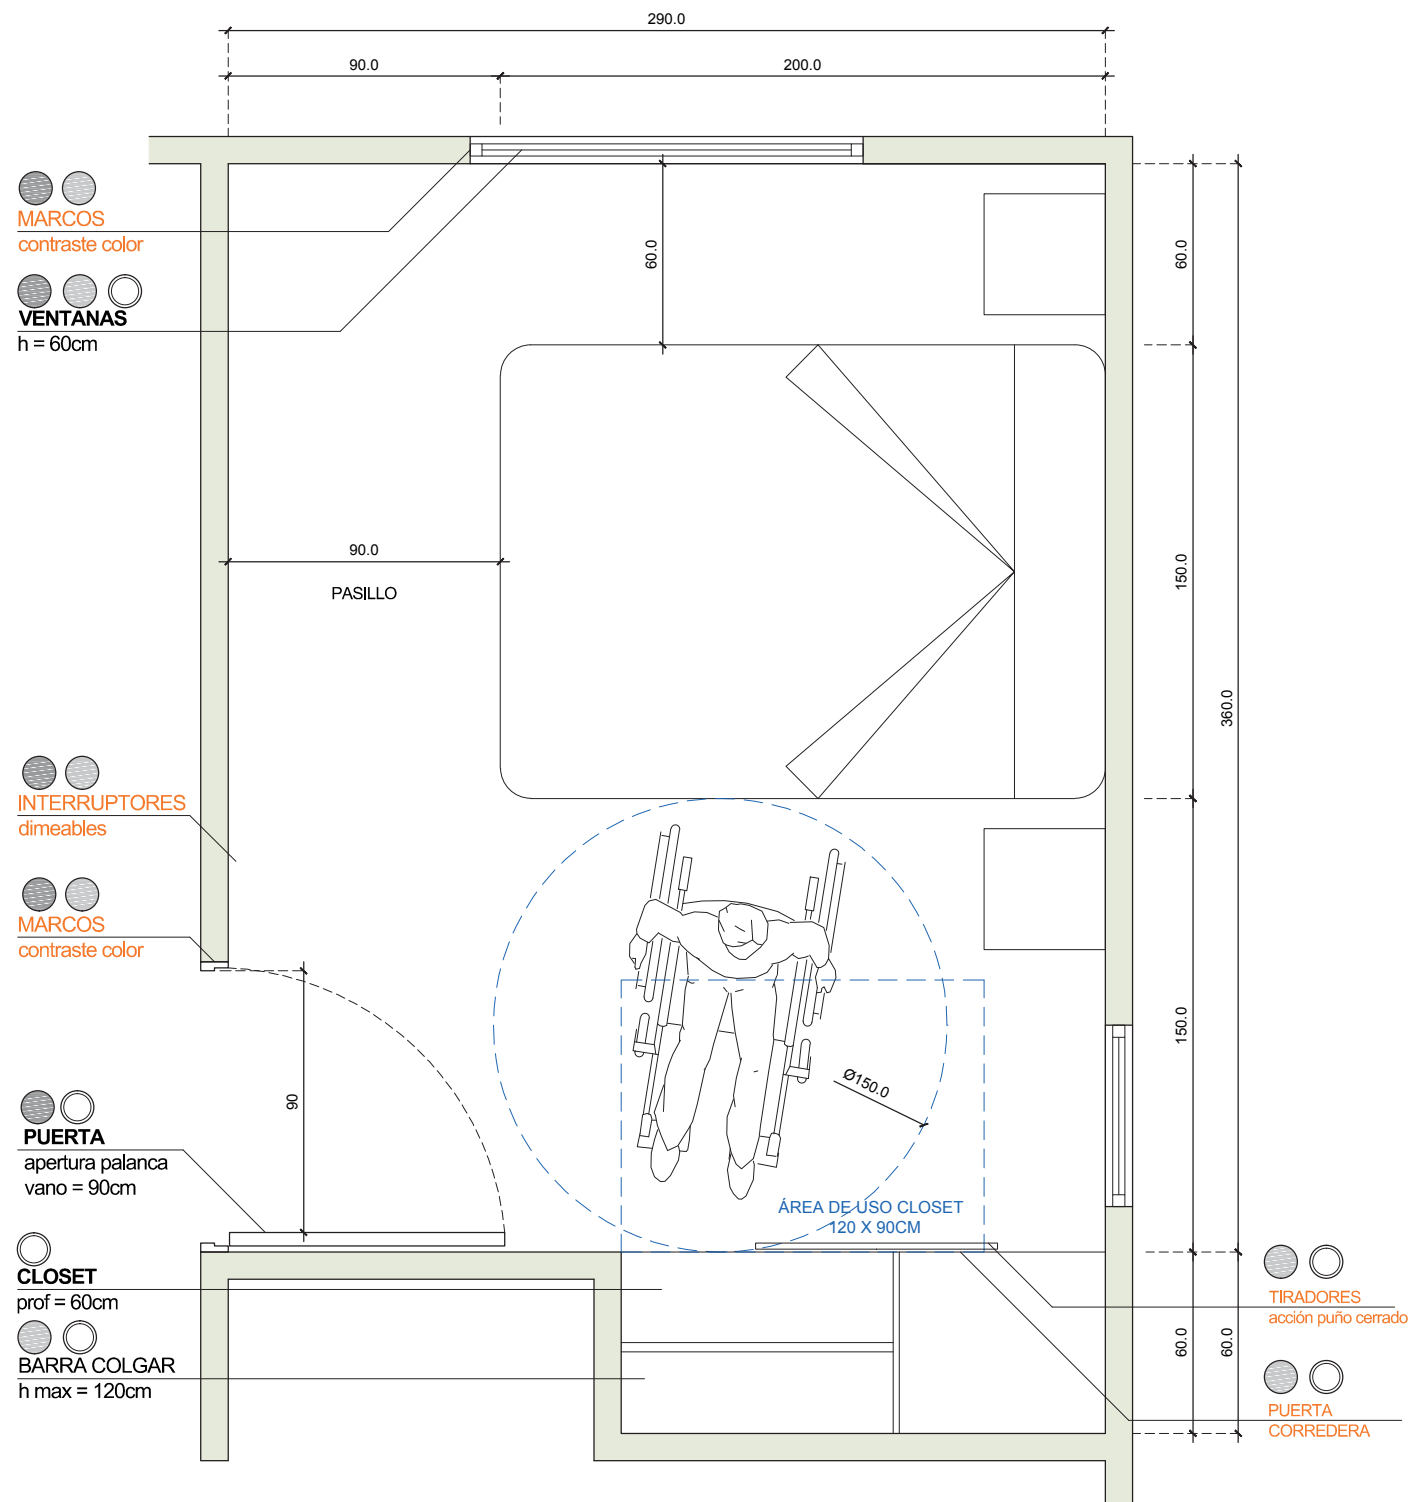 290.0
90.0
200.0
MARCOS
contraste color
60.0
60.0
VENTANAS
h = 60cm
90.0
PASILLO
150.0
360.0
INTERRUPTORES
dimeables
MARCOS
contraste color
150.0
Ø150.0
90
PUERTA
apertura palanca
vano = 90cm
ÁREA DE USO CLOSET
120 X 90CM
CLOSET
prof = 60cm
TIRADORES
acción puño cerrado
60.0
60.0
BARRA COLGAR
h max = 120cm
PUERTA
CORREDERA